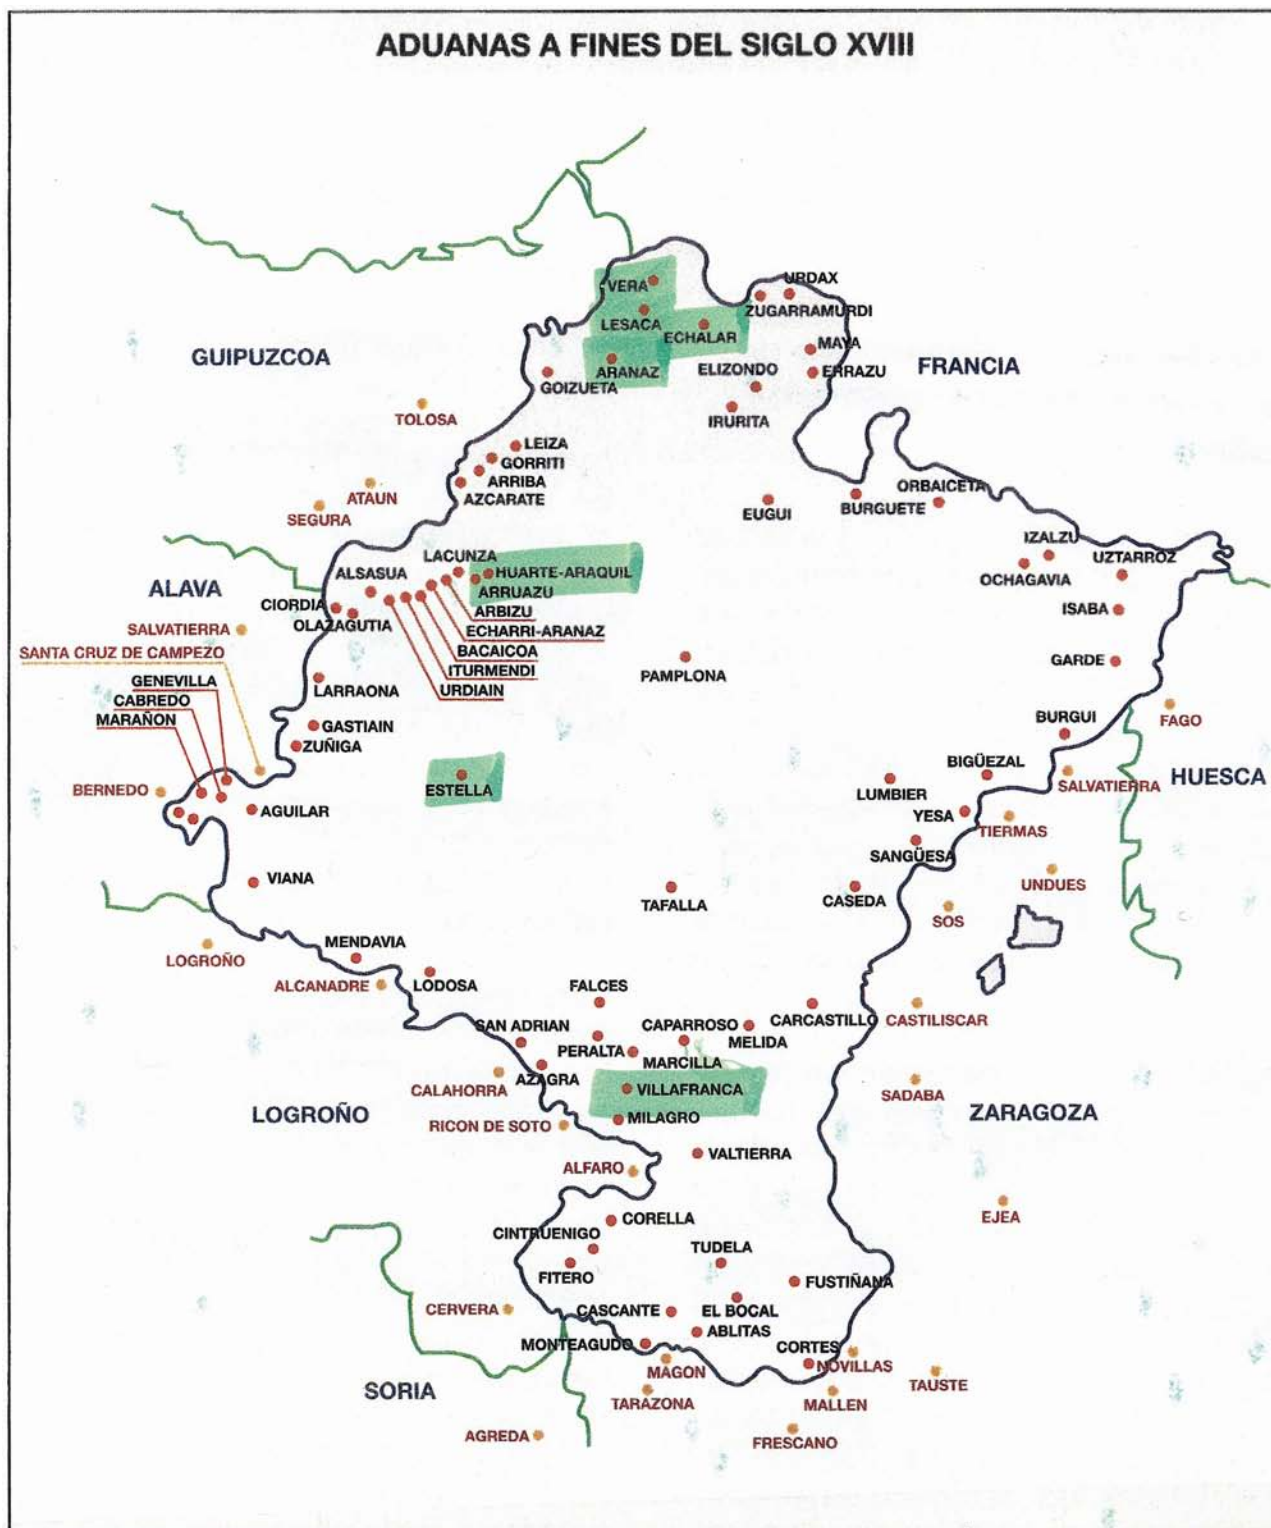 ADUANAS A FINES DEL SIGLO XVIII
URDAX
VERA
ZUGARRAMURDI
LESACA
ECHALAR
GUIPUZCOA
MAYA
ARANAZ
ELIZONDO
FRANCIA
ERRAZU
GOIZUETA
TOLOSA
IRURITA
LEIZA
GORRITI
ARRIBA
ORBAICETA
ATAUN
AZCARATE
BURGUETE
EUGUI
SEGURA
IZALZU
LACUNZA
UZTARROZ
ALSASUA
HUARTE-ARAQUIL
OCHAGAVIA
ALAVA
ARRUAZU
CIORDIA
ARBIZU
ISABA
OLAZAGUTIA
SALVATIERRA
ECHARRI-ARANAZ
SANTA CRUZ DE CAMPEZO
BACAICOA
GARDE
ITURMENDI
PAMPLONA
GENEVILLA
LARRAONA
URDIAIN
CABREDO
MARAÑON
BURGUI
FAGO
GASTIAIN
ZUÑIGA
BIGÜEZAL
HUESCA
BERNEDO
ESTELLA
LUMBIER
SALVATIERRA
AGUILAR
YESA
TIERMAS
SANGÜESA
UNDUES
VIANA
TAFALLA
CASEDA
SOS
MENDAVIA
LOGROÑO
ALCANADRE
LODOSA
FALCES
CARCASTILLO
CASTILISCAR
SAN ADRIAN
CAPARROSO
MELIDA
PERALTA
MARCILLA
AZAGRA
CALAHORRA
VILLAFRANCA
SADABA
LOGROÑO
MILAGRO
ZARAGOZA
RICON DE SOTO
VALTIERRA
ALFARO
EJEA
CORELLA
CINTRUENIGO
TUDELA
FITERO
FUSTIÑANA
CERVERA
CASCANTE
EL BOCAL
ABLITAS
MONTEAGUDO
CORTES
NOVILLAS
MAGON
TAUSTE
SORIA
TARAZONA
MALLEN
AGREDA
FRESCANO